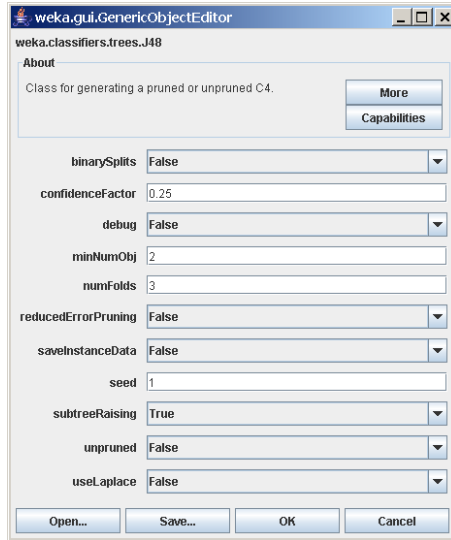 weka.gui.GenericObjectEditor
weka.classifiers.trees.J48
About
Class for generating a pruned or unpruned C4.
More
Capabilities
binarySplits False
confidenceFactor 0.25
debug False
minNumObj 2
numFolds 3
reducedErrorPruning False
saveInstanceData False
seed 1
subtreeRaising True
unpruned False
useLaplace False
Open... Save... OK Cancel